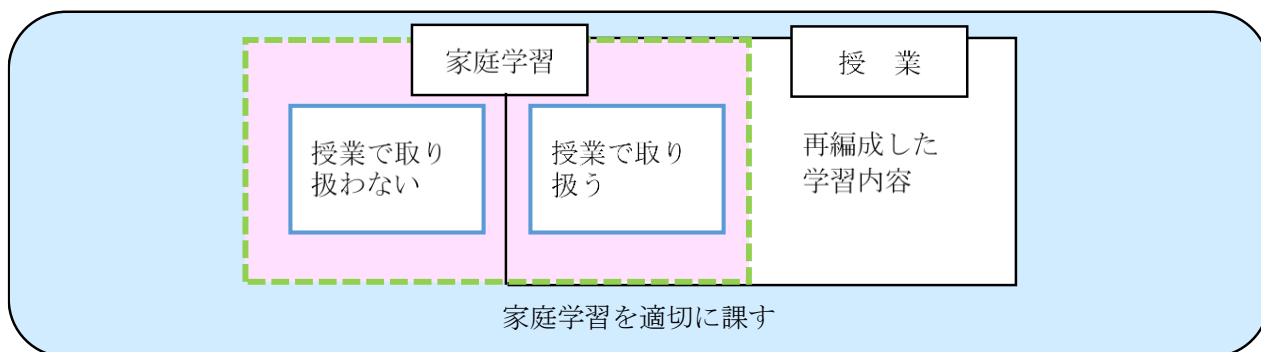 家庭学習
授　業
授業で取り
扱わない
授業で取り
扱う
再編成した
学習内容
家庭学習を適切に課す